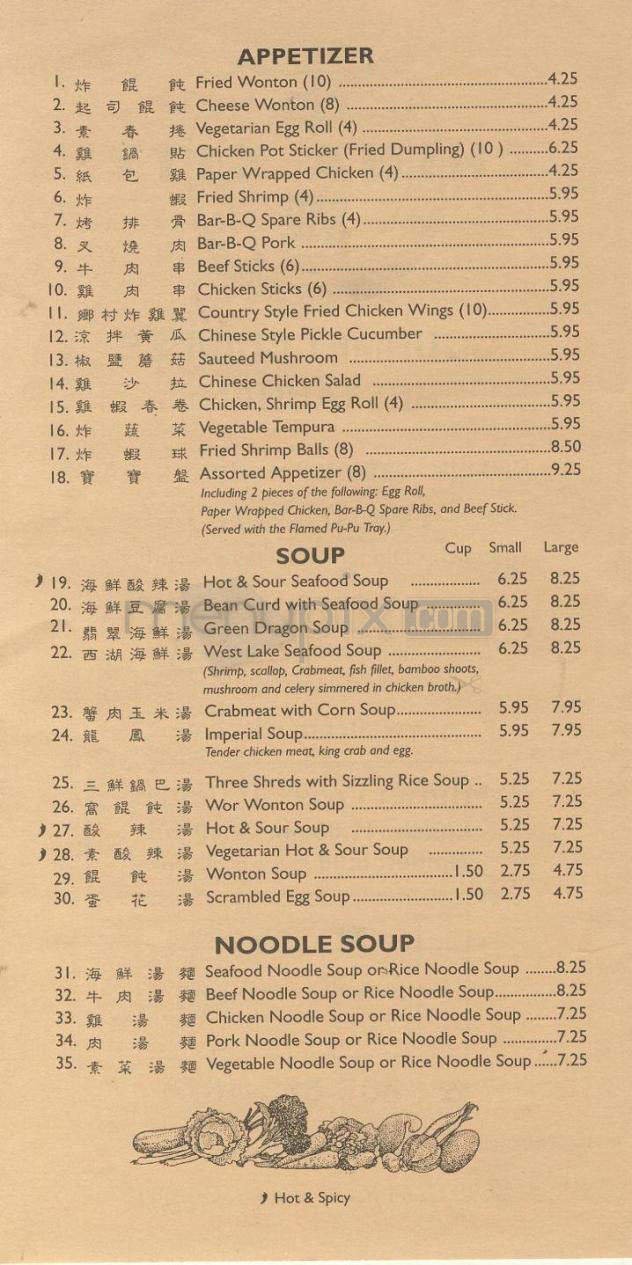 APPETIZER
1. 炸餛飩 Fried Wonton (10) 4.25
2. 起司餛飩 Cheese Wonton (8) 4.25
3. 素春捲 Vegetarian Egg Roll (4) 4.25
4. 雞鍋貼 Chicken Pot Sticker (Fried Dumpling) (10 ) 6.25
5. 紙包雞 Paper Wrapped Chicken (4) 4.25
6. 炸蝦 Fried Shrimp (4) 5.95
7. 烤排骨 Bar-B-Q Spare Ribs (4) 5.95
8. 叉燒肉 Bar-B-Q Pork 5.95
9. 牛肉串 Beef Sticks (6) 5.95
10. 雞肉串 Chicken Sticks (6) 5.95
11. 鄉村炸雞翼 Country Style Fried Chicken Wings (10) 5.95
12. 涼拌黃瓜 Chinese Style Pickle Cucumber 5.95
13. 椒鹽蘑菇 Sauteed Mushroom 5.95
14. 雞沙拉 Chinese Chicken Salad 5.95
15. 雞蝦春卷 Chicken, Shrimp Egg Roll (4) 5.95
16. 炸蔬菜 Vegetable Tempura 5.95
17. 炸蝦球 Fried Shrimp Balls (8) 8.50
18. 寶寶盤 Assorted Appetizer (8) 9.25
Including 2 pieces of the following: Egg Roll,
Paper Wrapped Chicken, Bar-B-Q Spare Ribs, and Beef Stick.
(Served with the Flamed Pu-Pu Tray.)
SOUP Cup Small Large
19. 海鮮酸辣湯 Hot & Sour Seafood Soup 6.25 8.25
20. 海鮮豆腐湯 Bean Curd with Seafood Soup 6.25 8.25
menupix.com
21. 翡翠海鮮湯 Green Dragon Soup 6.25 8.25
22. 西湖海鮮湯 West Lake Seafood Soup 6.25 8.25
(Shrimp, scallop, Crabmeat, fish fillet, bamboo shoots,
mushroom and celery simmered in chicken broth.)
23. 蟹肉玉米湯 Crabmeat with Corn Soup 5.95 7.95
24. 龍鳳湯 Imperial Soup 5.95 7.95
Tender chicken meat, king crab and egg.
25. 三鮮鍋巴湯 Three Shreds with Sizzling Rice Soup 5.25 7.25
26. 窩餛飩湯 Wor Wonton Soup 5.25 7.25
27. 酸辣湯 Hot & Sour Soup 5.25 7.25
28. 素酸辣湯 Vegetarian Hot & Sour Soup 5.25 7.25
29. 餛飩湯 Wonton Soup 1.50 2.75 4.75
30. 蛋花湯 Scrambled Egg Soup 1.50 2.75 4.75
NOODLE SOUP
31. 海鮮湯麵 Seafood Noodle Soup or Rice Noodle Soup 8.25
32. 牛肉湯麵 Beef Noodle Soup or Rice Noodle Soup 8.25
33. 雞湯麵 Chicken Noodle Soup or Rice Noodle Soup 7.25
34. 肉湯麵 Pork Noodle Soup or Rice Noodle Soup 7.25
35. 素菜湯麵 Vegetable Noodle Soup or Rice Noodle Soup 7.25
Hot & Spicy